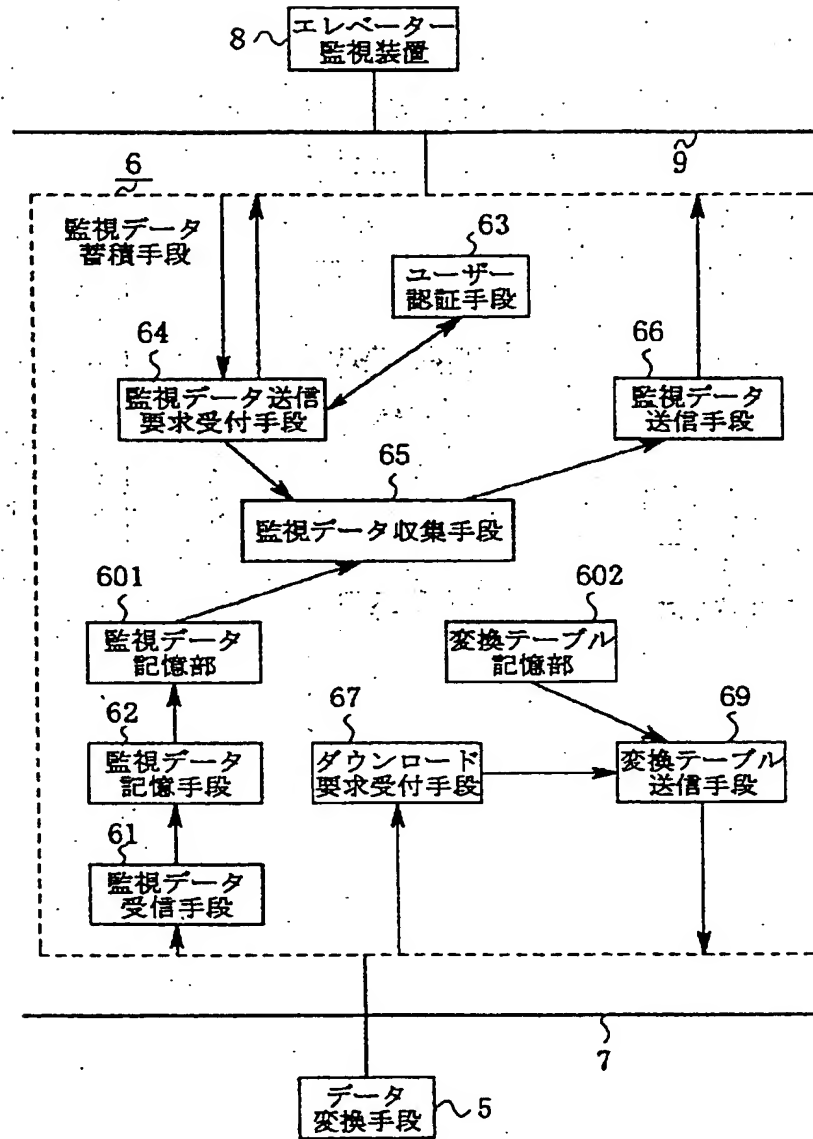 8
エレベーター
監視装置
9
6
監視データ
蓄積手段
63
ユーザー
認証手段
64
監視データ送信
要求受付手段
66
監視データ
送信手段
65
監視データ収集手段
601
監視データ
記憶部
602
変換テーブル
記憶部
62
監視データ
記憶手段
67
ダウンロード
要求受付手段
69
変換テーブル
送信手段
61
監視データ
受信手段
7
データ
変換手段
5